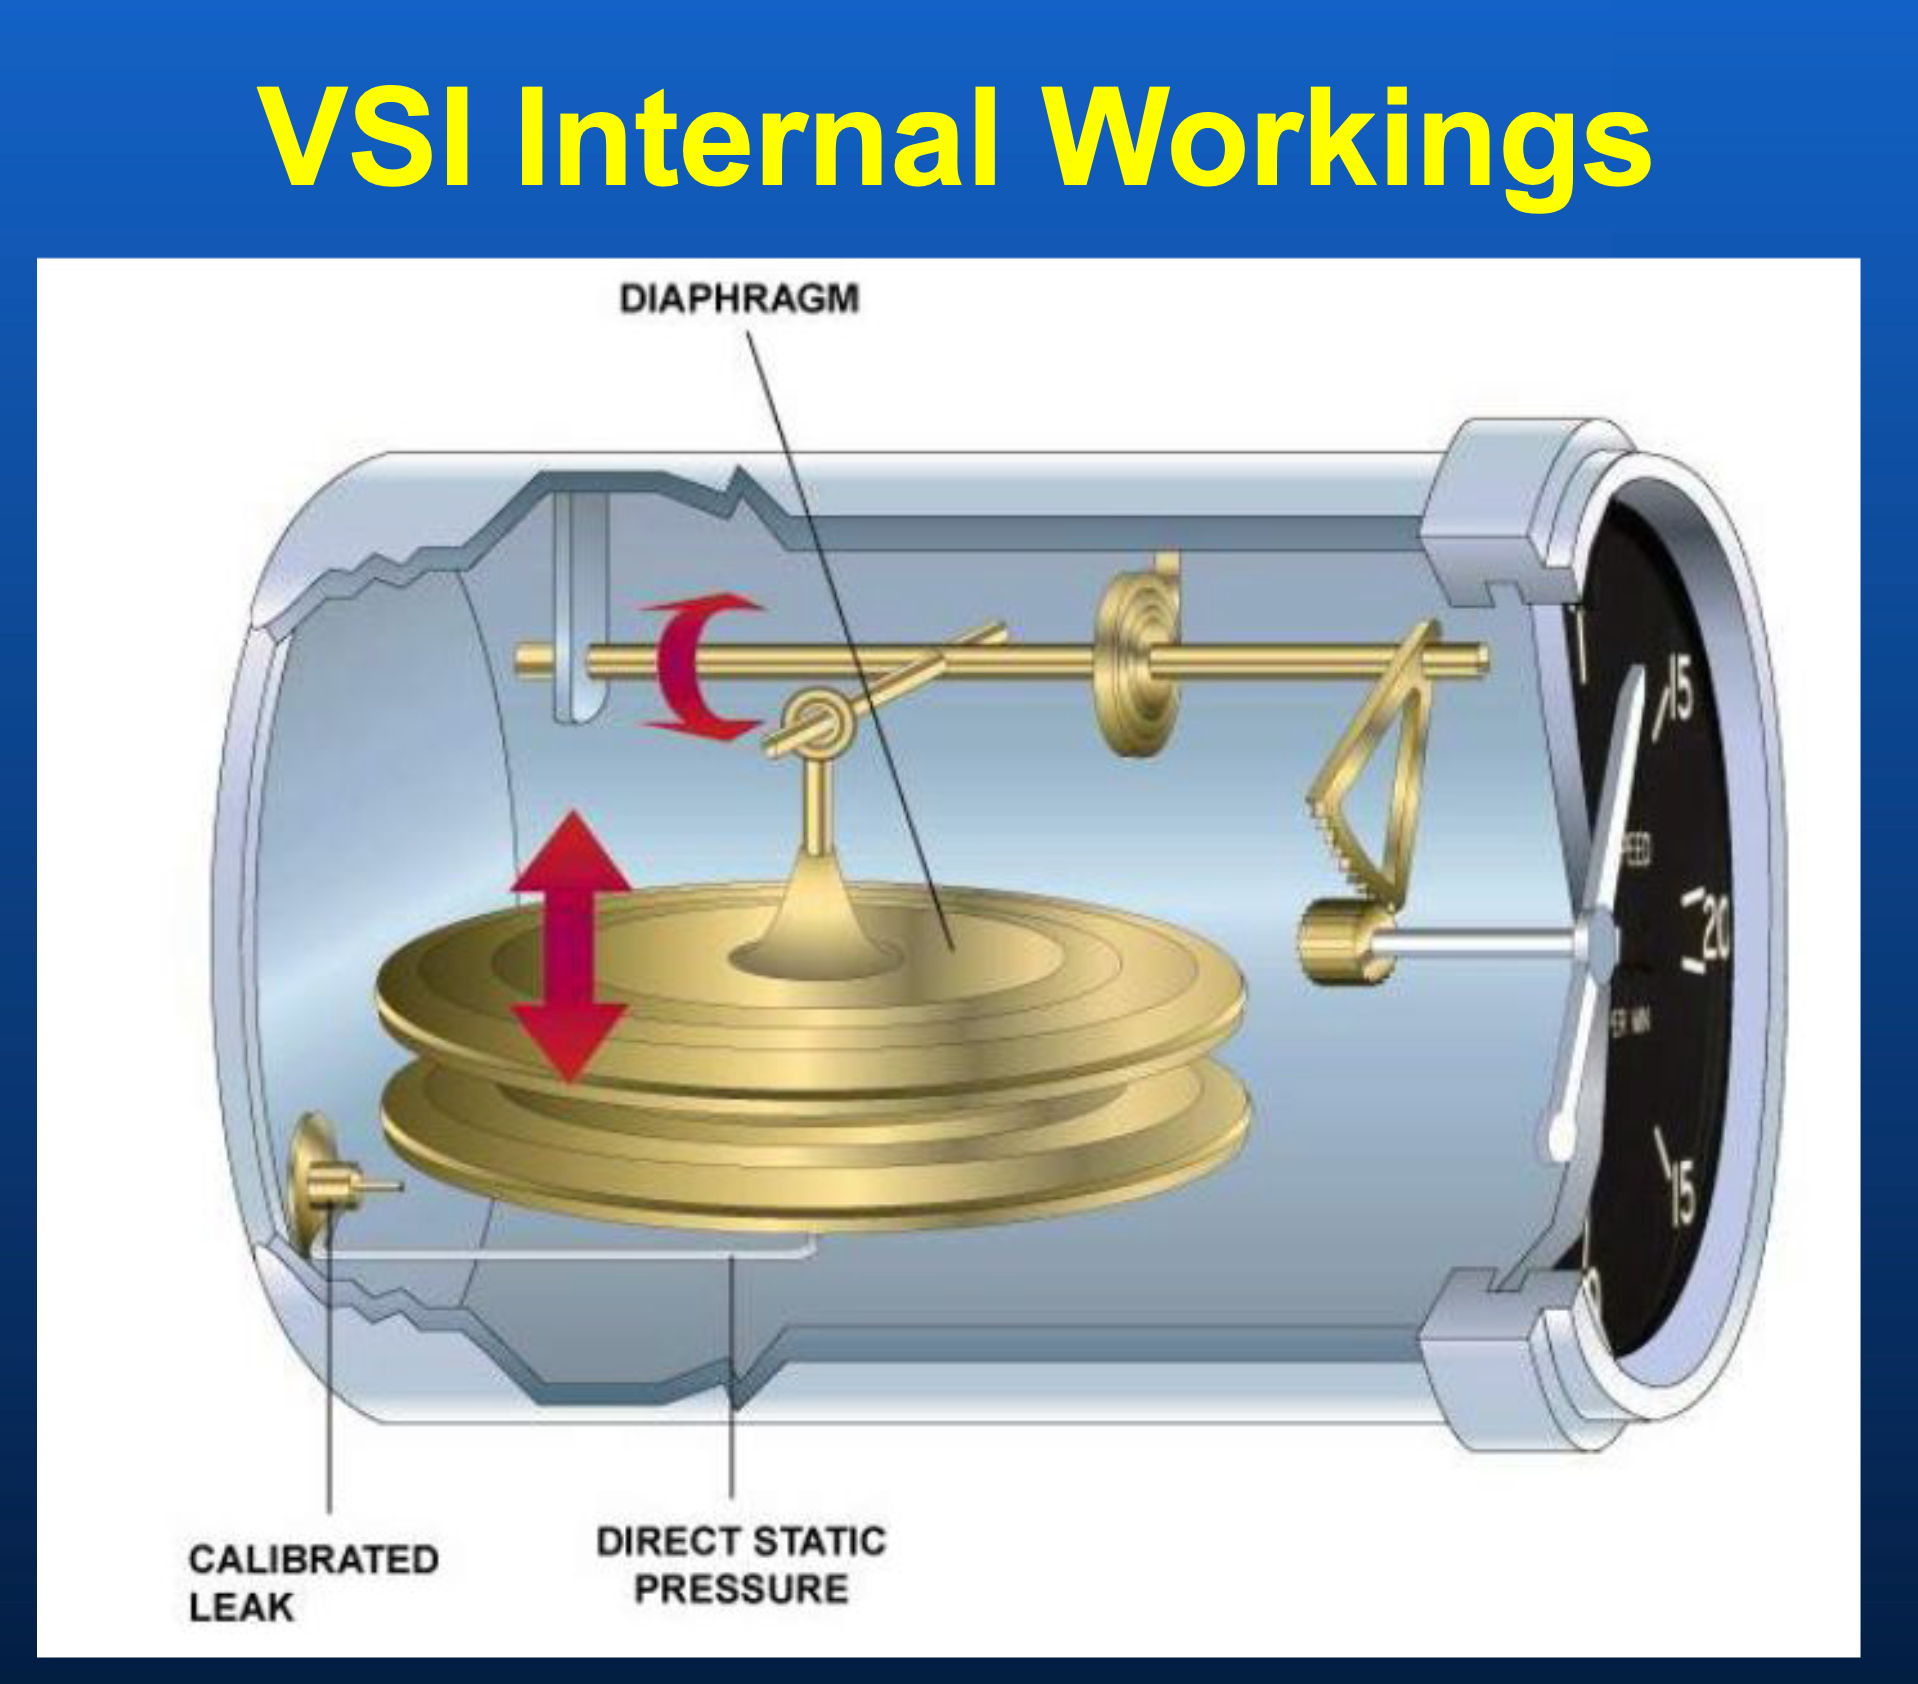 VSI Internal Workings
DIAPHRAGM
15
20
15
CALIBRATED
LEAK
DIRECT STATIC
PRESSURE